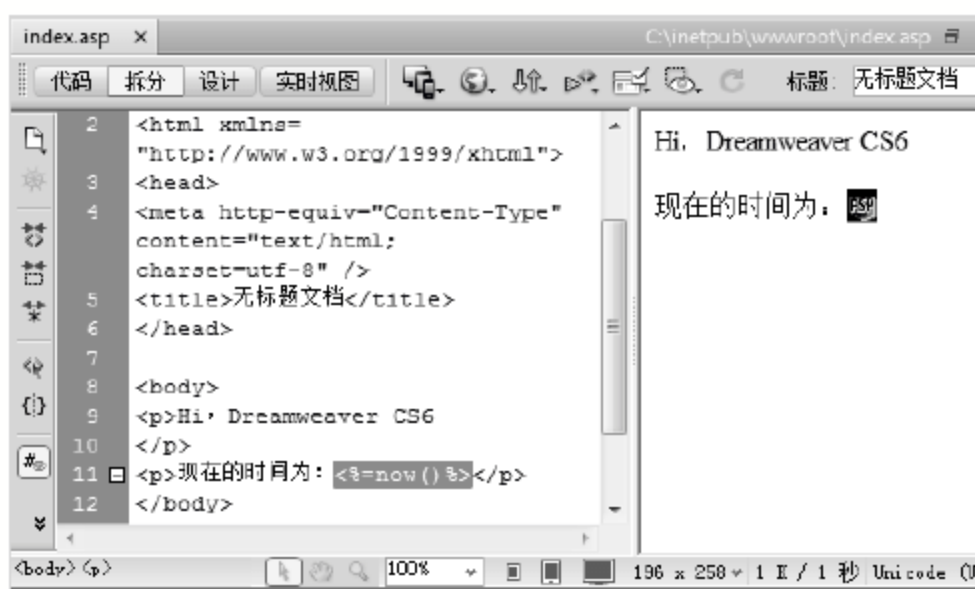 index.asp ×
C:\inetpub\wwwroot\index.asp
代码 拆分 设计 实时视图 标题: 无标题文档
2 <html xmlns=
"http://www.w3.org/1999/xhtml">
3 <head>
4 <meta http-equiv="Content-Type"
content="text/html;
charset=utf-8" />
5 <title>无标题文档</title>
6 </head>
7
8 <body>
9 <p>Hi，Dreamweaver CS6
10 </p>
11 <p>现在的时间为：<%=now()%></p>
12 </body>
Hi，Dreamweaver CS6
现在的时间为：ASP
<body> <p> 100% 196 x 258 1 K / 1 秒 Unicode (U